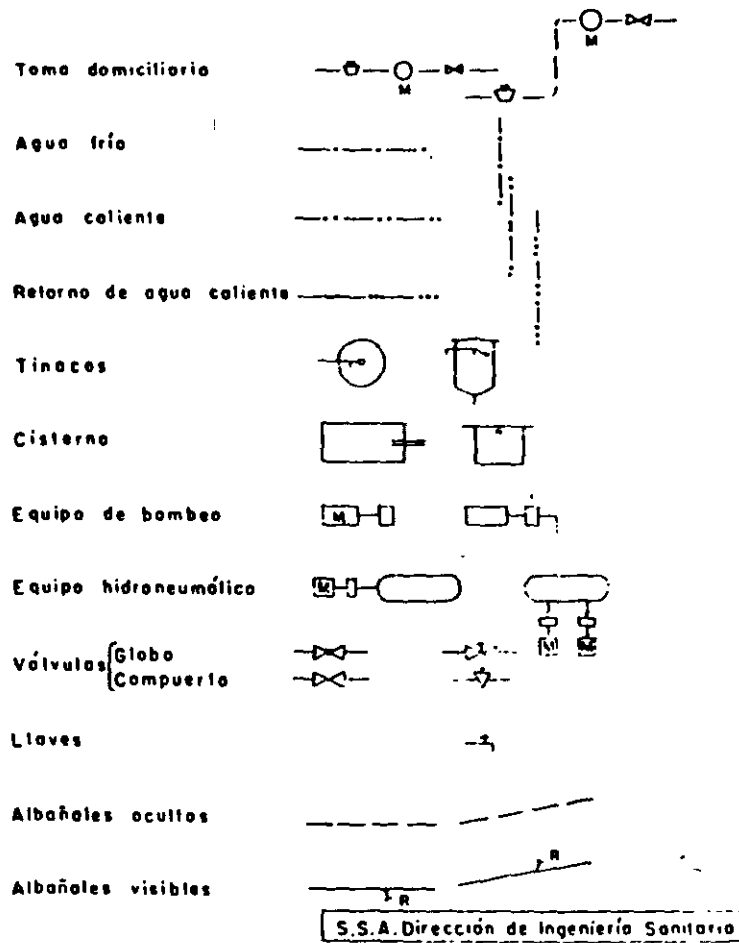 M
Toma domiciliaria
M
Agua fría
Agua caliente
Retorno de agua caliente
Tinacos
Cisterna
Equipo de bombeo M
Equipo hidroneumático M
M M
Válvulas Globo
Compuerta
Llaves
Albañales ocultos
R
Albañales visibles
R
S.S.A. Dirección de Ingeniería Sanitaria